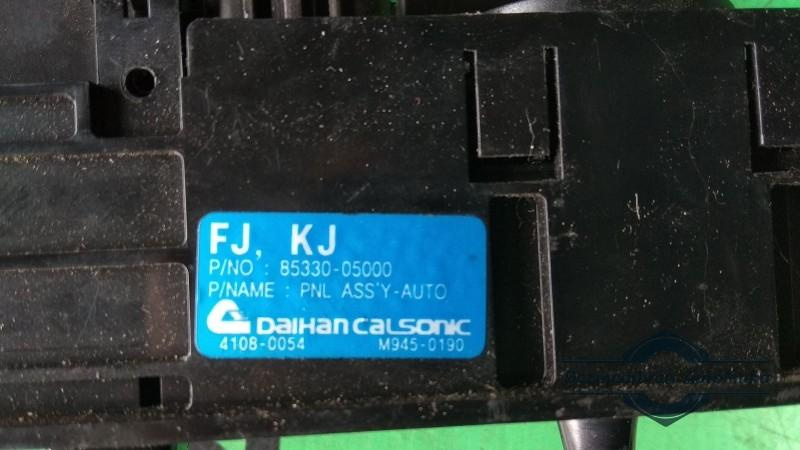 FJ, KJ
P/NO : 85330-05000
P/NAME : PNL ASS'Y-AUTO
DAIHAN CALSONIC
4108-0054 M945-0190